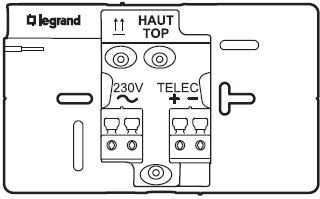 legrand
HAUT
TOP
230V
TELEC
+ -